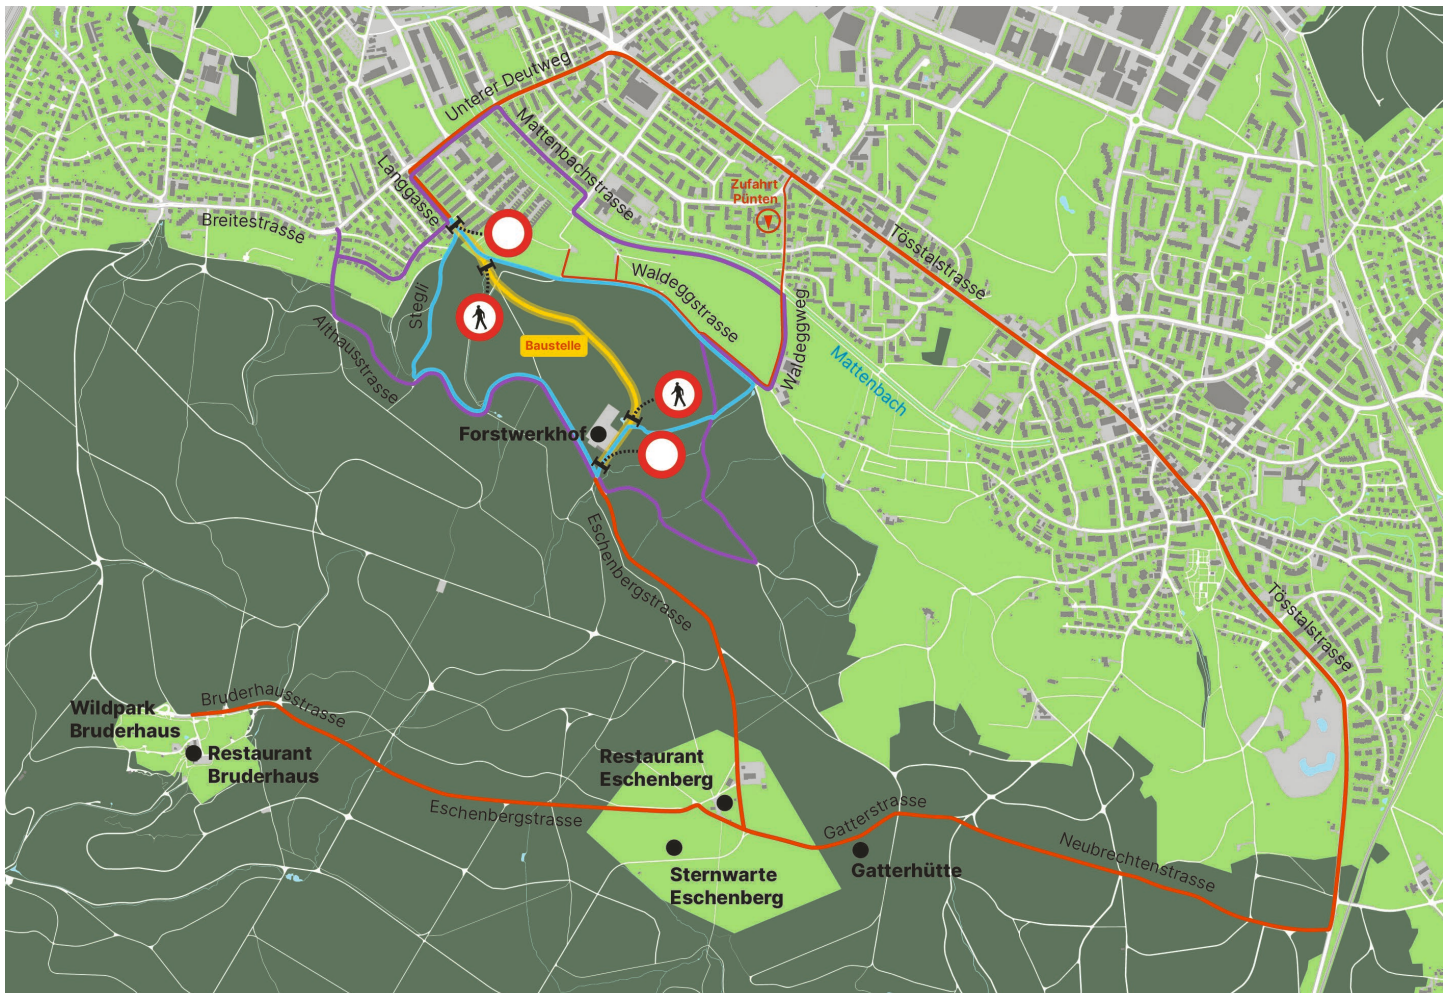 Unterer Deutweg
Mattenbachstrasse
Langgasse
Zufahrt
Pünten
Breitestrasse
Tösstalstrasse
Waldeggstrasse
Stegli
Waldeggweg
Althausstrasse
Baustelle
Mattenbach
Forstwerkhof
Eschenbergstrasse
Tösstalstrasse
Bruderhausstrasse
Wildpark
Bruderhaus
Restaurant
Bruderhaus
Restaurant
Eschenberg
Eschenbergstrasse
Gatterstrasse
Neubrechtenstrasse
Gatterhütte
Sternwarte
Eschenberg